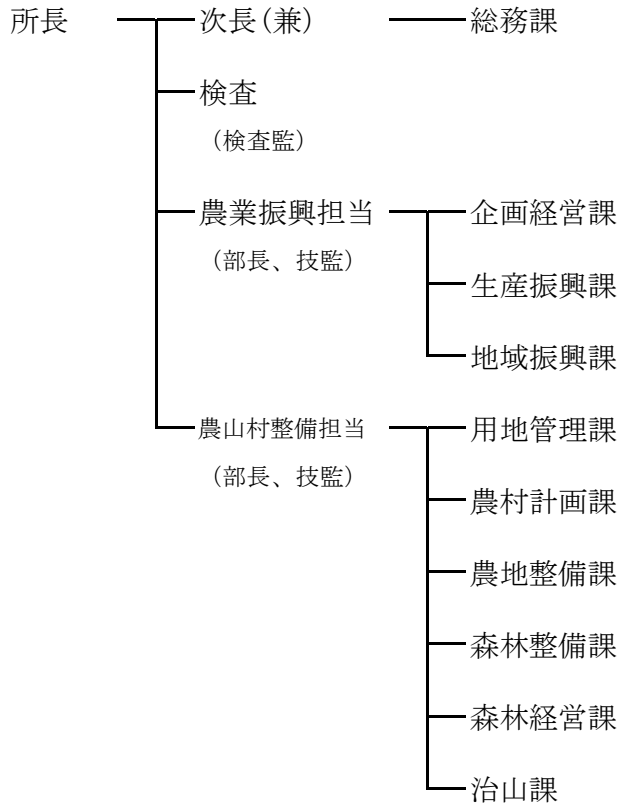 所長 次長(兼) 総務課
検査
(検査監)
農業振興担当 企画経営課
(部長、技監)
生産振興課
地域振興課
農山村整備担当 用地管理課
(部長、技監)
農村計画課
農地整備課
森林整備課
森林経営課
治山課